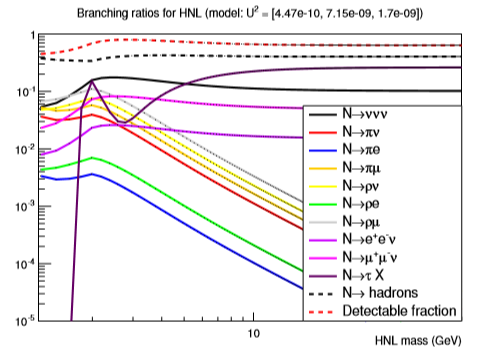 Branching ratios for HNL (model: U² = [4.47e-10, 7.15e-09, 1.7e-09])
1
10⁻¹
10⁻²
10⁻³
10⁻⁴
10⁻⁵
N→ννν
N→πν
N→πe
N→πμ
N→ρν
N→ρe
N→ρμ
N→e⁺e⁻ν
N→μ⁺μ⁻ν
N→τ X
N→ hadrons
Detectable fraction
10
HNL mass (GeV)